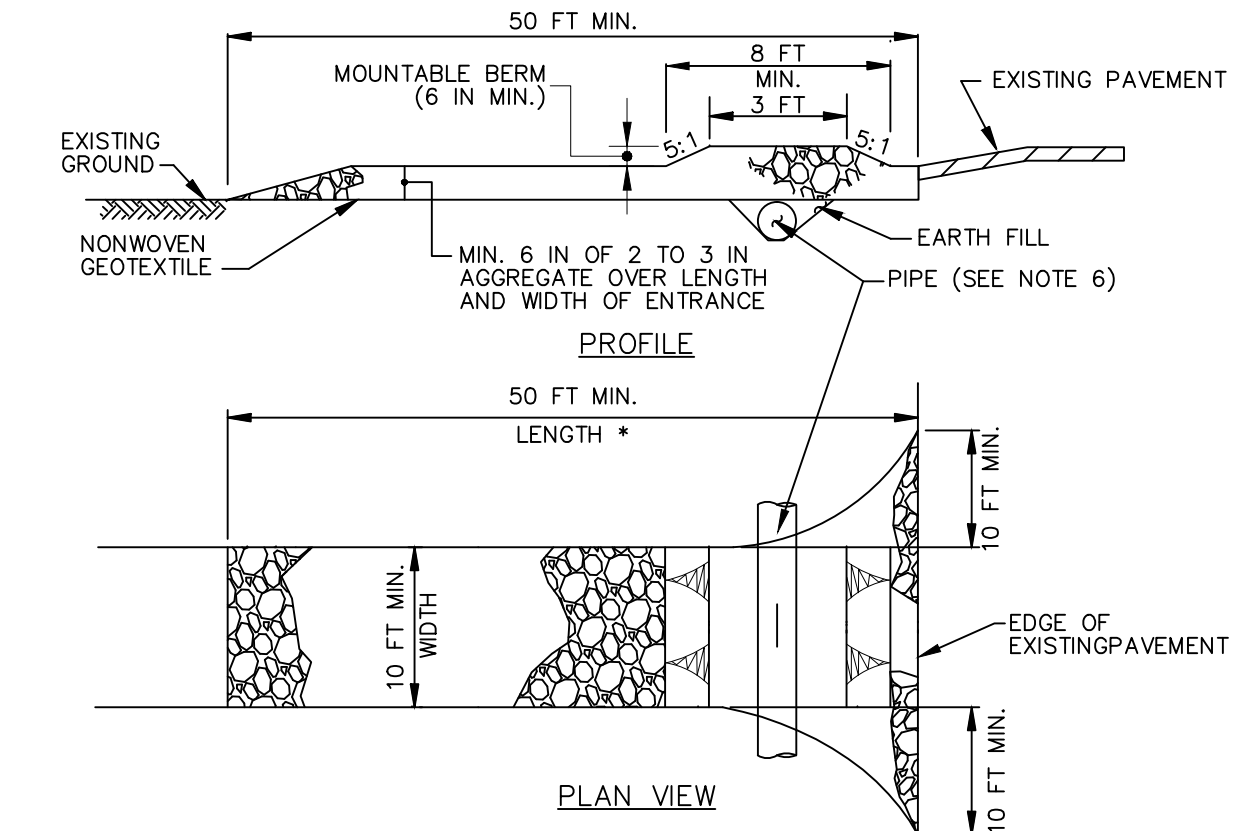 50 FT MIN.
8 FT
MIN.
3 FT
MOUNTABLE BERM
(6 IN MIN.)
EXISTING PAVEMENT
EXISTING
GROUND
5:1
5:1
NONWOVEN
GEOTEXTILE
MIN. 6 IN OF 2 TO 3 IN
AGGREGATE OVER LENGTH
AND WIDTH OF ENTRANCE
EARTH FILL
PIPE (SEE NOTE 6)
PROFILE
50 FT MIN.
LENGTH *
10 FT MIN.
10 FT MIN.
WIDTH
EDGE OF
EXISTINGPAVEMENT
10 FT MIN.
PLAN VIEW